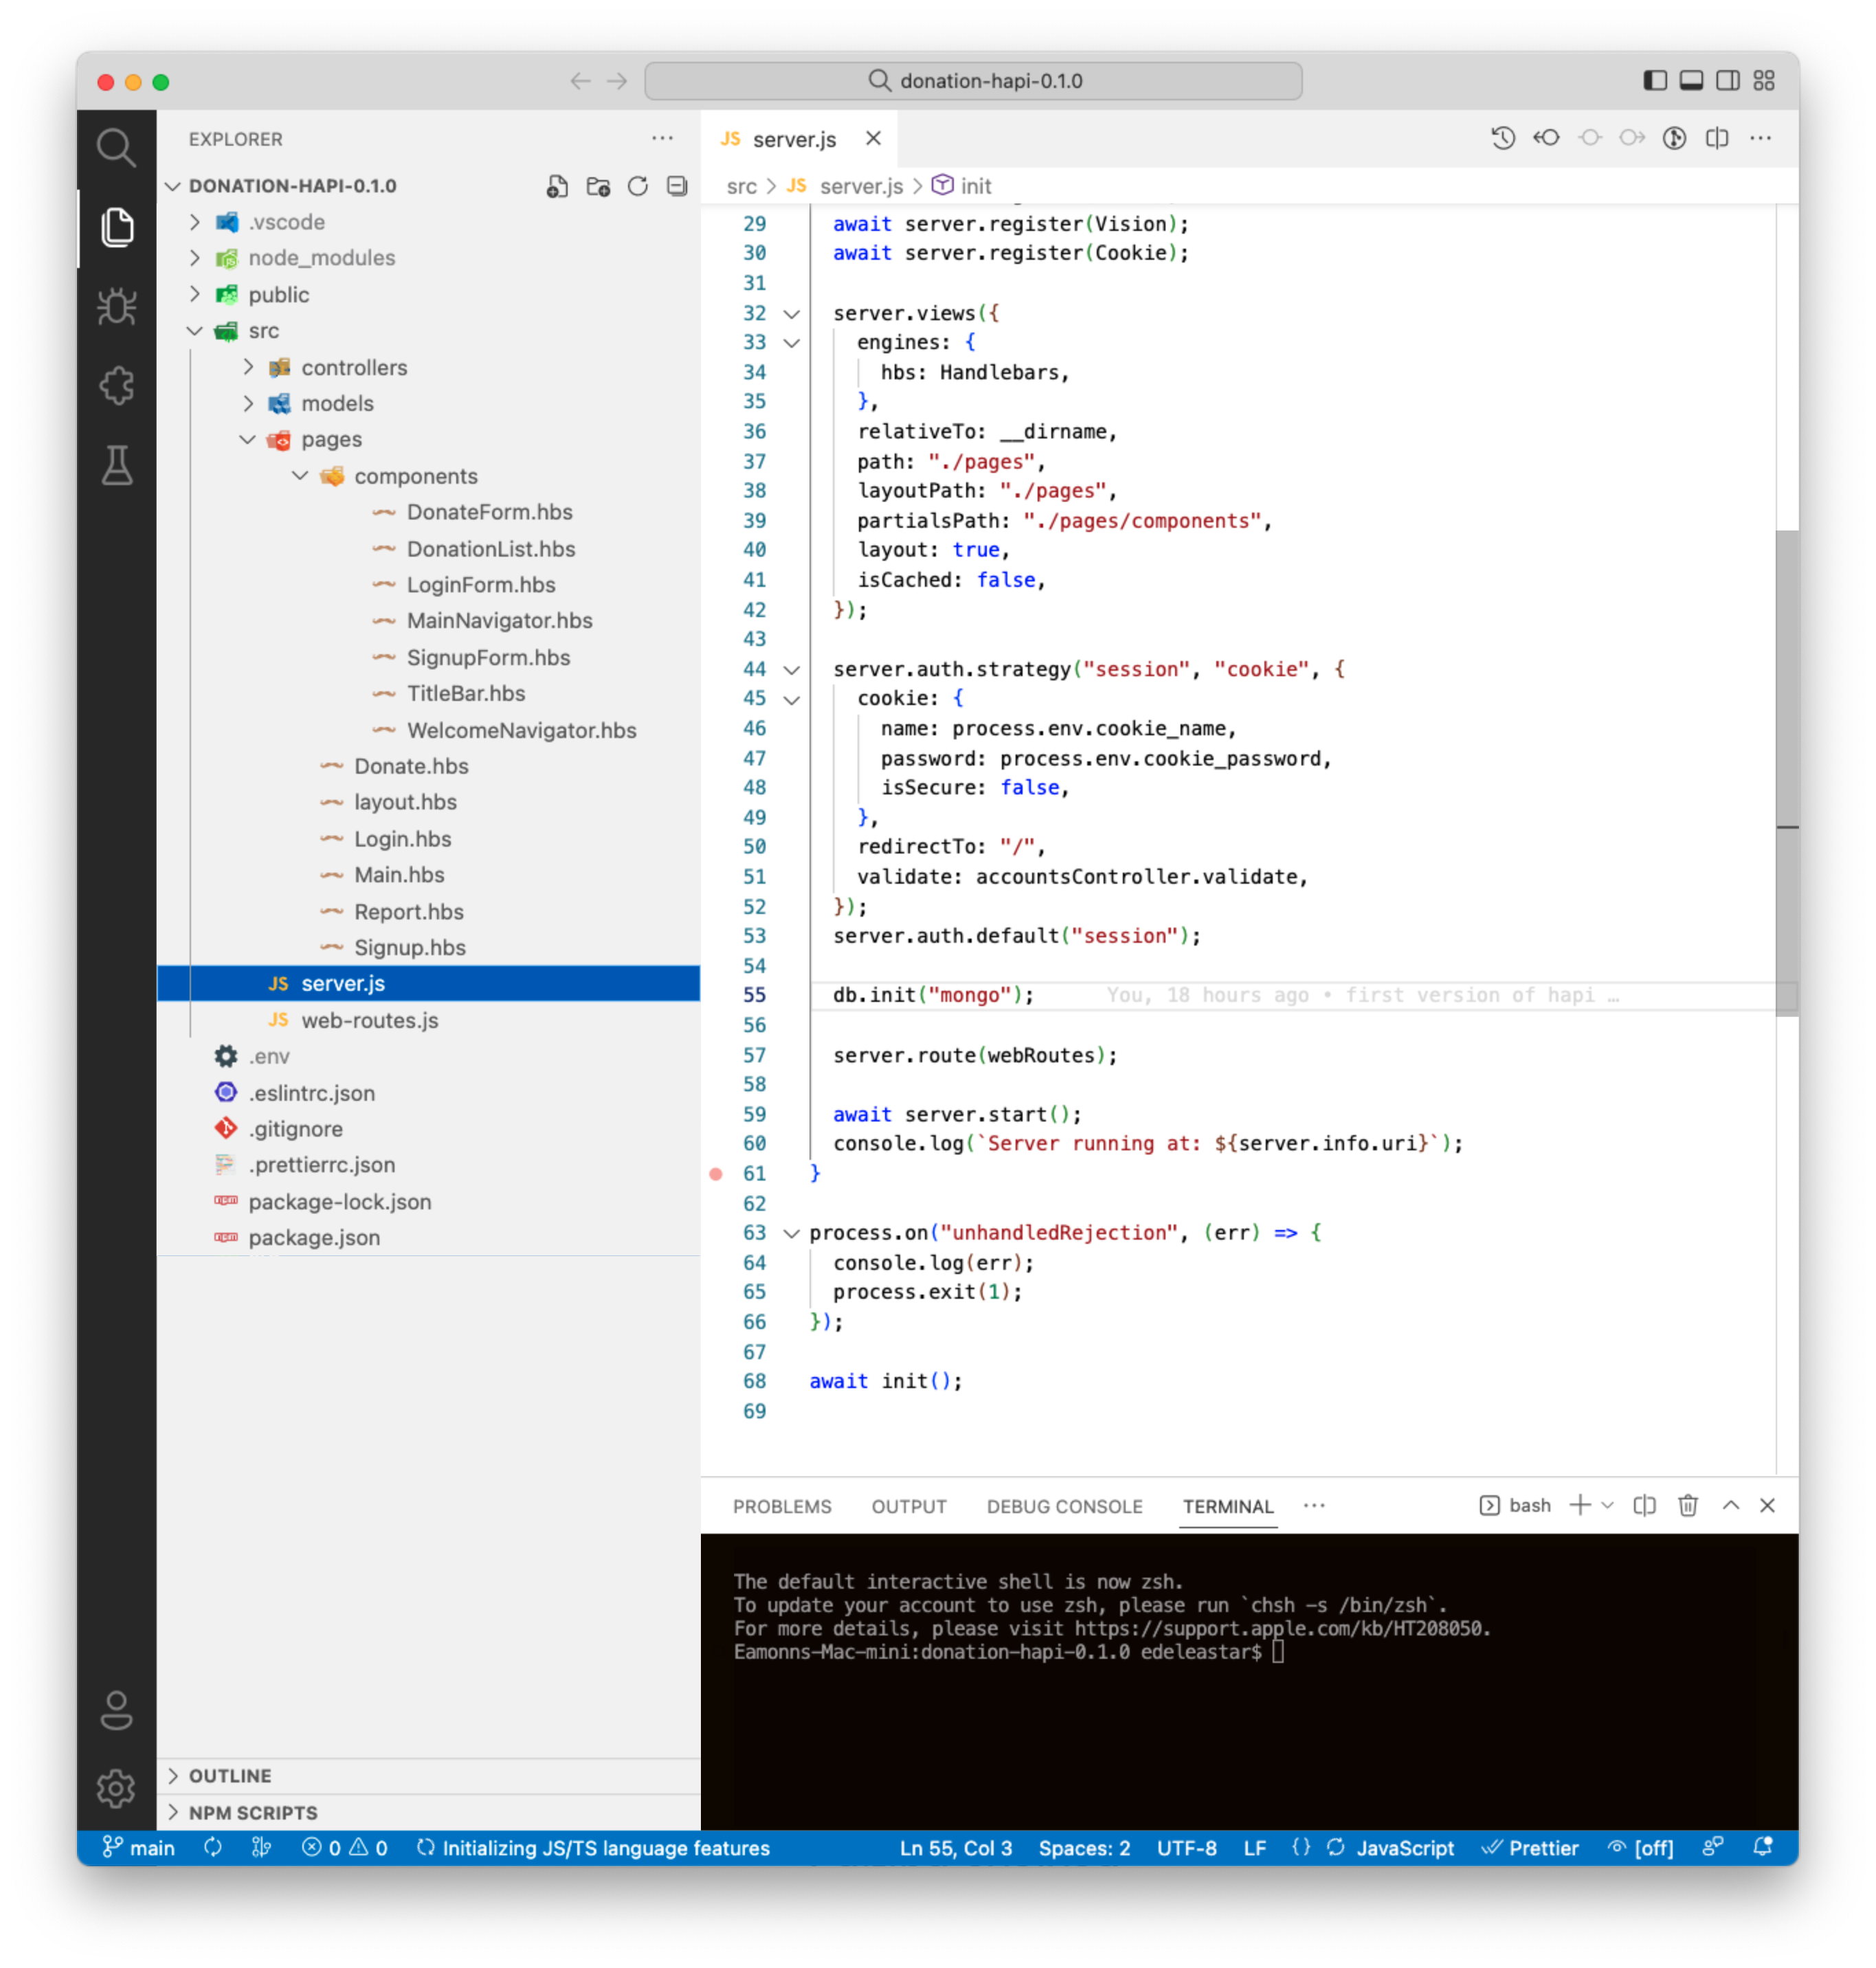 donation-hapi-0.1.0
EXPLORER
DONATION-HAPI-0.1.0
.vscode
node_modules
public
src
controllers
models
pages
components
DonateForm.hbs
DonationList.hbs
LoginForm.hbs
MainNavigator.hbs
SignupForm.hbs
TitleBar.hbs
WelcomeNavigator.hbs
Donate.hbs
layout.hbs
Login.hbs
Main.hbs
Report.hbs
Signup.hbs
JS server.js
JS web-routes.js
.env
.eslintrc.json
.gitignore
.prettierrc.json
package-lock.json
package.json
OUTLINE
NPM SCRIPTS
JS server.js
src > JS server.js > init
29 await server.register(Vision);
30 await server.register(Cookie);
31
32 server.views({
33 engines: {
34 hbs: Handlebars,
35 },
36 relativeTo: __dirname,
37 path: "./pages",
38 layoutPath: "./pages",
39 partialsPath: "./pages/components",
40 layout: true,
41 isCached: false,
42 });
43
44 server.auth.strategy("session", "cookie", {
45 cookie: {
46 name: process.env.cookie_name,
47 password: process.env.cookie_password,
48 isSecure: false,
49 },
50 redirectTo: "/",
51 validate: accountsController.validate,
52 });
53 server.auth.default("session");
54
55 db.init("mongo"); You, 18 hours ago • first version of hapi …
56
57 server.route(webRoutes);
58
59 await server.start();
60 console.log(`Server running at: ${server.info.uri}`);
61 }
62
63 process.on("unhandledRejection", (err) => {
64 console.log(err);
65 process.exit(1);
66 });
67
68 await init();
69
PROBLEMS OUTPUT DEBUG CONSOLE TERMINAL ··· bash
The default interactive shell is now zsh.
To update your account to use zsh, please run `chsh -s /bin/zsh`.
For more details, please visit https://support.apple.com/kb/HT208050.
Eamonns-Mac-mini:donation-hapi-0.1.0 edeleastar$
main 0 0 Initializing JS/TS language features Ln 55, Col 3 Spaces: 2 UTF-8 LF {} JavaScript Prettier [off]